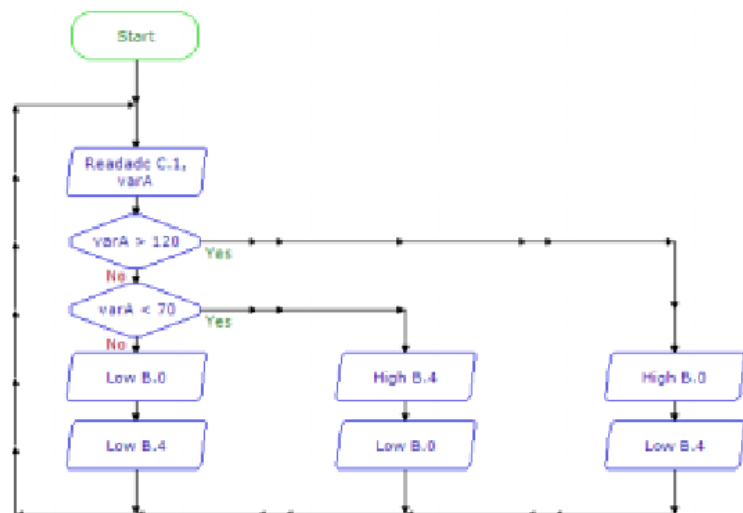 Start
Readadc C.1,
varA
varA > 120
Yes
No
varA < 70
Yes
No
Low B.0
High B.4
High B.0
Low B.4
Low B.0
Low B.4